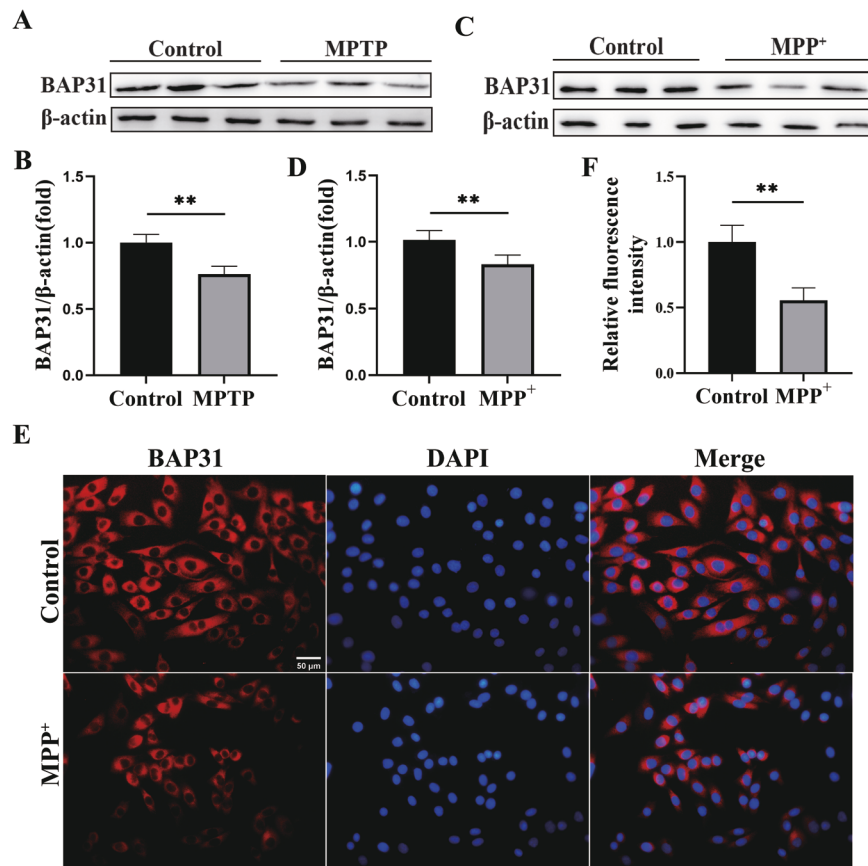 A
Control MPTP
BAP31
β-actin
C
Control MPP⁺
BAP31
β-actin
B
BAP31/β-actin(fold)
1.5
1.0
0.5
0.0
**
Control MPTP
D
BAP31/β-actin(fold)
1.5
1.0
0.5
0.0
**
Control MPP⁺
F
Relative fluorescence
intensity
1.5
1.0
0.5
0.0
**
Control MPP⁺
E
BAP31 DAPI Merge
Control
50 μm
MPP⁺